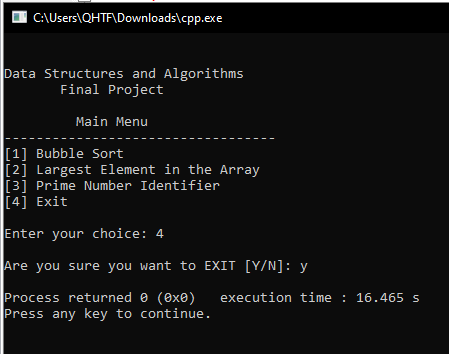 C:\Users\QHTF\Downloads\cpp.exe
Data Structures and Algorithms
Final Project
Main Menu
----------------------------------
[1] Bubble Sort
[2] Largest Element in the Array
[3] Prime Number Identifier
[4] Exit
Enter your choice: 4
Are you sure you want to EXIT [Y/N]: y
Process returned 0 (0x0)   execution time : 16.465 s
Press any key to continue.